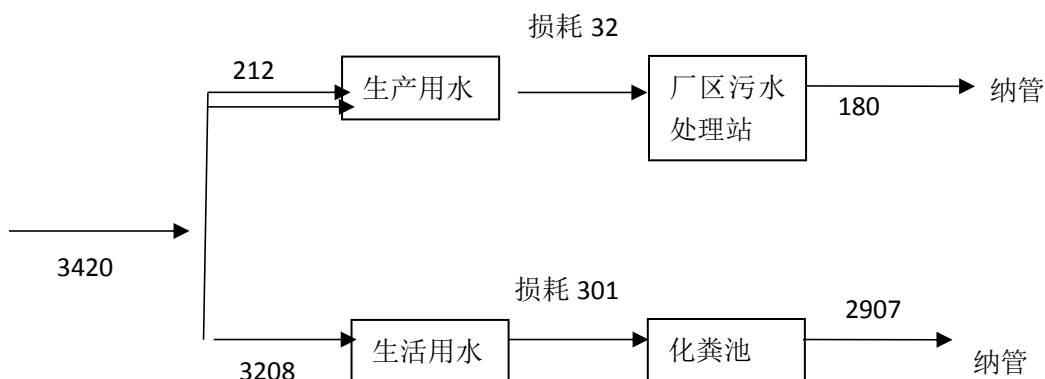 损耗 32
212
生产用水
厂区污水
处理站
180
纳管
3420
损耗 301
2907
3208
生活用水
化粪池
纳管